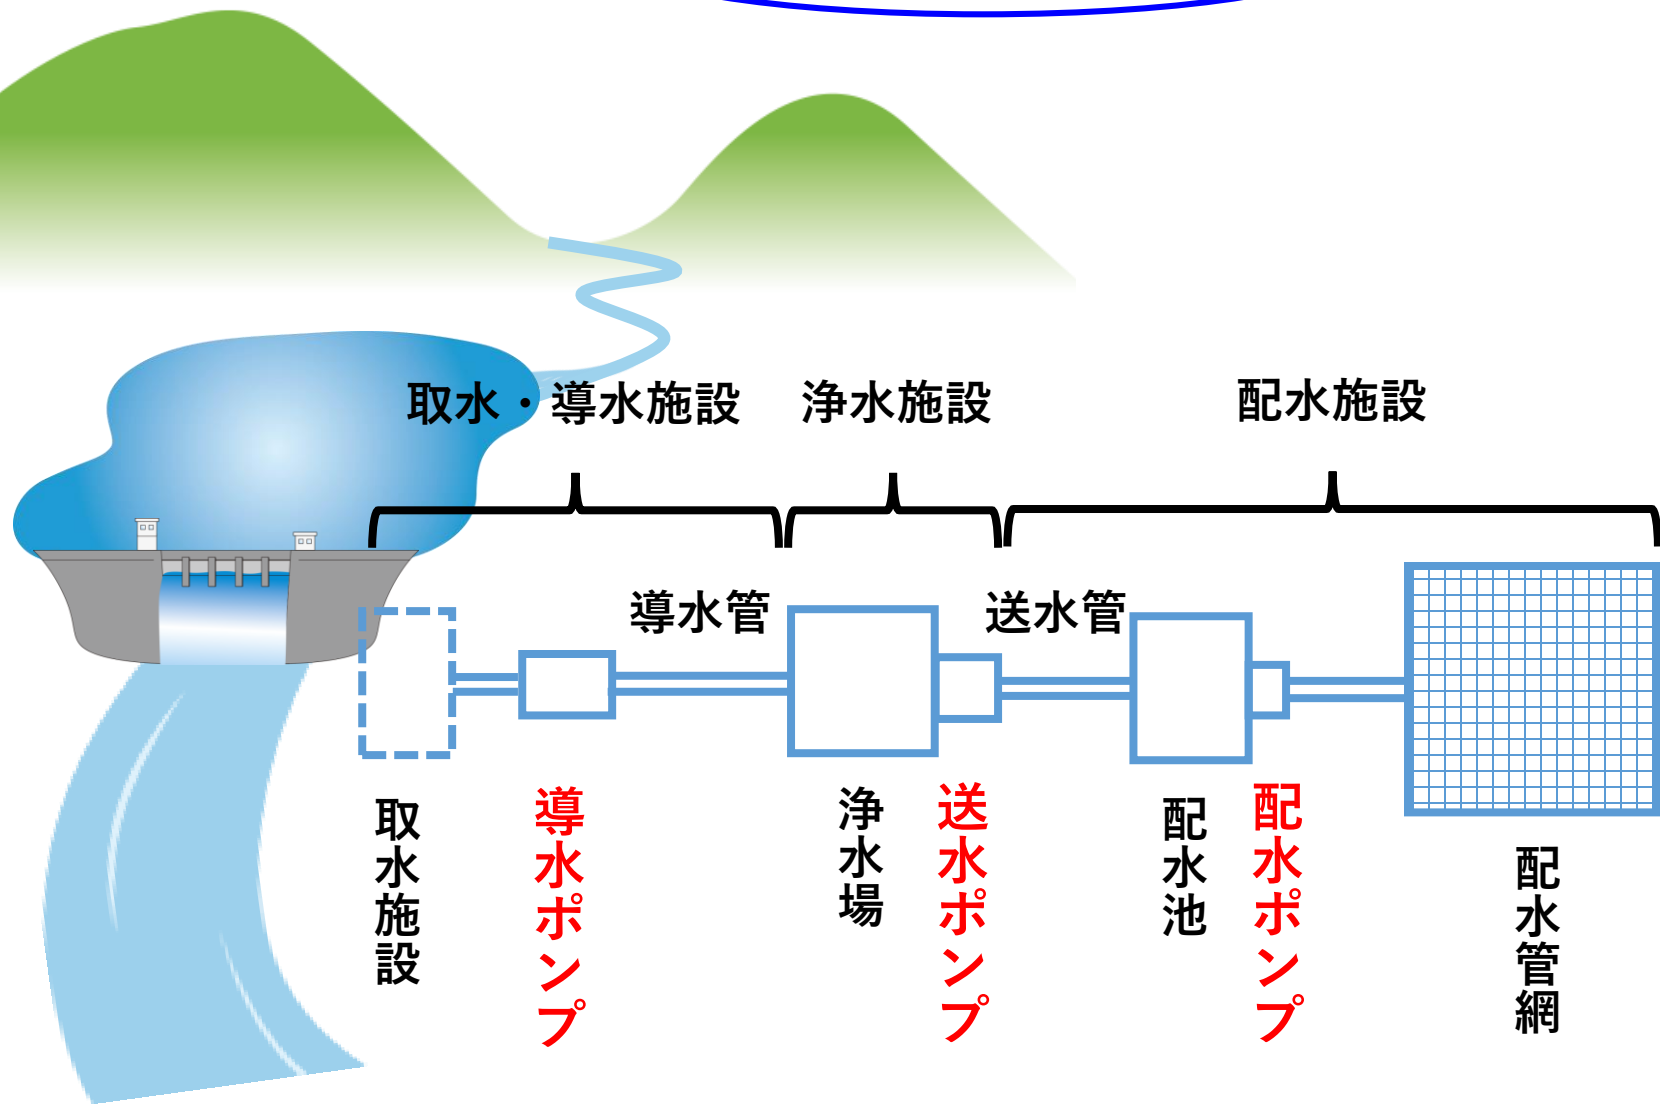 取水・導水施設
浄水施設
配水施設
導水管
送水管
取水施設
導水ポンプ
浄水場
送水ポンプ
配水池
配水ポンプ
配水管網